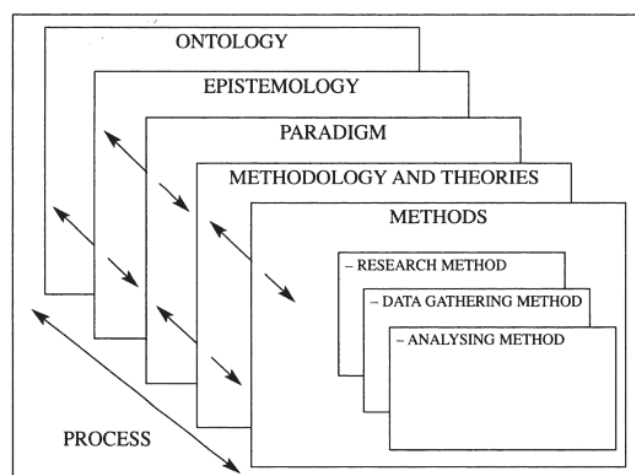 ONTOLOGY
EPISTEMOLOGY
PARADIGM
METHODOLOGY AND THEORIES
METHODS
– RESEARCH METHOD
– DATA GATHERING METHOD
– ANALYSING METHOD
PROCESS